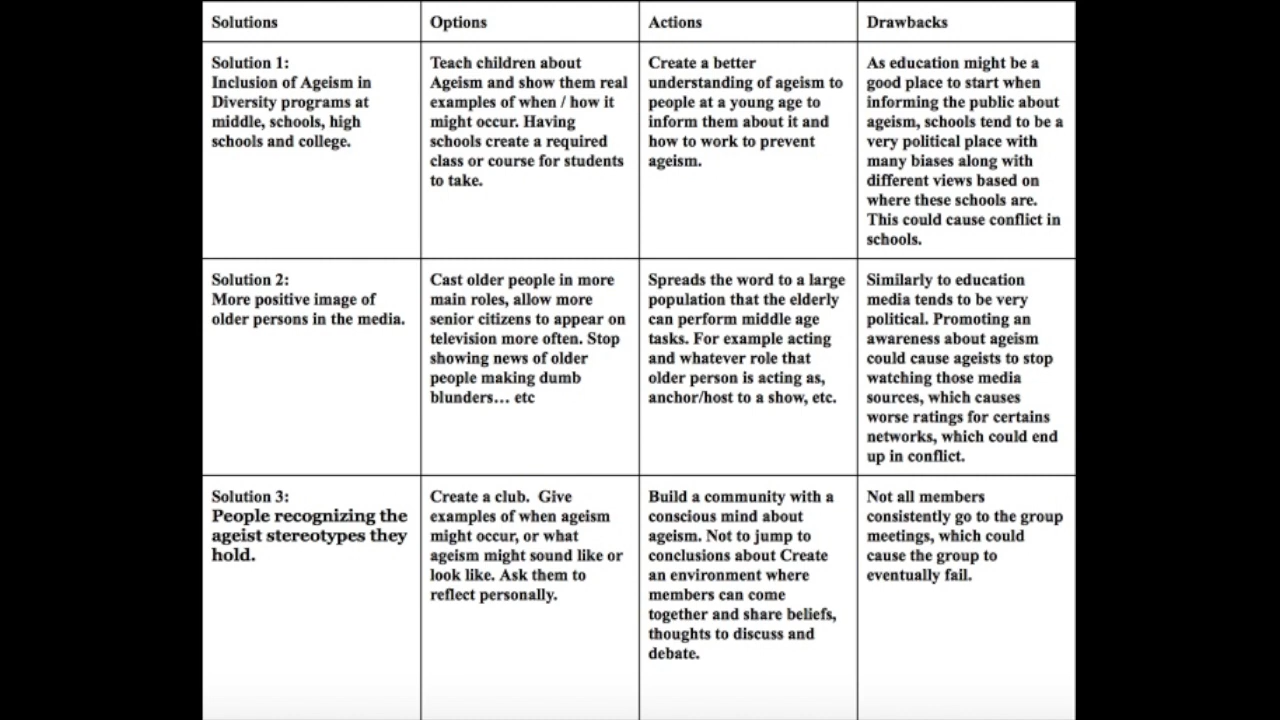 Solutions
Options
Actions
Drawbacks
Solution 1:
Inclusion of Ageism in
Diversity programs at
middle, schools, high
schools and college.
Teach children about
Ageism and show them real
examples of when / how it
might occur. Having
schools create a required
class or course for students
to take.
Create a better
understanding of ageism to
people at a young age to
inform them about it and
how to work to prevent
ageism.
As education might be a
good place to start when
informing the public about
ageism, schools tend to be a
very political place with
many biases along with
different views based on
where these schools are.
This could cause conflict in
schools.
Solution 2:
More positive image of
older persons in the media.
Cast older people in more
main roles, allow more
senior citizens to appear on
television more often. Stop
showing news of older
people making dumb
blunders... etc
Spreads the word to a large
population that the elderly
can perform middle age
tasks. For example acting
and whatever role that
older person is acting as,
anchor/host to a show, etc.
Similarly to education
media tends to be very
political. Promoting an
awareness about ageism
could cause ageists to stop
watching those media
sources, which causes
worse ratings for certains
networks, which could end
up in conflict.
Solution 3:
People recognizing the
ageist stereotypes they
hold.
Create a club.  Give
examples of when ageism
might occur, or what
ageism might sound like or
look like. Ask them to
reflect personally.
Build a community with a
conscious mind about
ageism. Not to jump to
conclusions about Create
an environment where
members can come
together and share beliefs,
thoughts to discuss and
debate.
Not all members
consistently go to the group
meetings, which could
cause the group to
eventually fail.